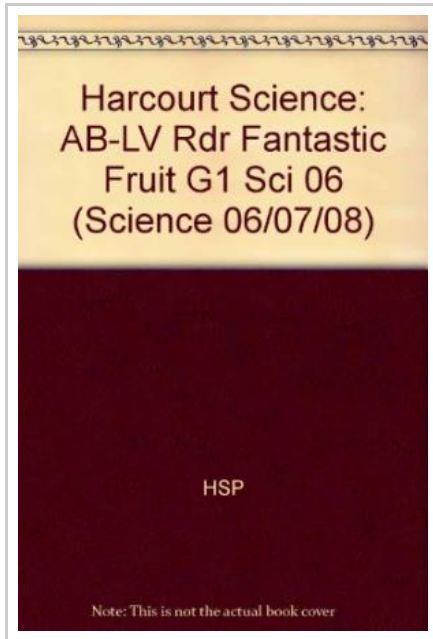 Harcourt Science:
AB-LV Rdr Fantastic
Fruit G1 Sci 06
(Science 06/07/08)
HSP
Note: This is not the actual book cover